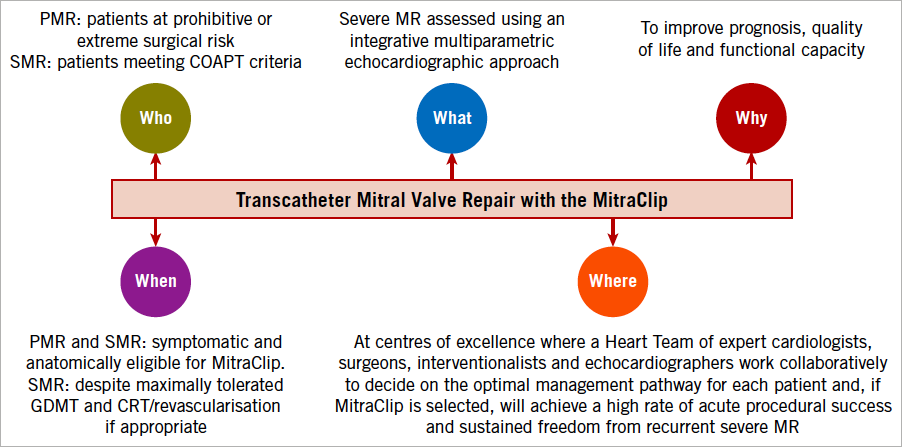 PMR: patients at prohibitive or
extreme surgical risk
SMR: patients meeting COAPT criteria
Severe MR assessed using an
integrative multiparametric
echocardiographic approach
To improve prognosis, quality
of life and functional capacity
Who
What
Why
Transcatheter Mitral Valve Repair with the MitraClip
When
Where
PMR and SMR: symptomatic and
anatomically eligible for MitraClip.
SMR: despite maximally tolerated
GDMT and CRT/revascularisation
if appropriate
At centres of excellence where a Heart Team of expert cardiologists,
surgeons, interventionalists and echocardiographers work collaboratively
to decide on the optimal management pathway for each patient and, if
MitraClip is selected, will achieve a high rate of acute procedural success
and sustained freedom from recurrent severe MR